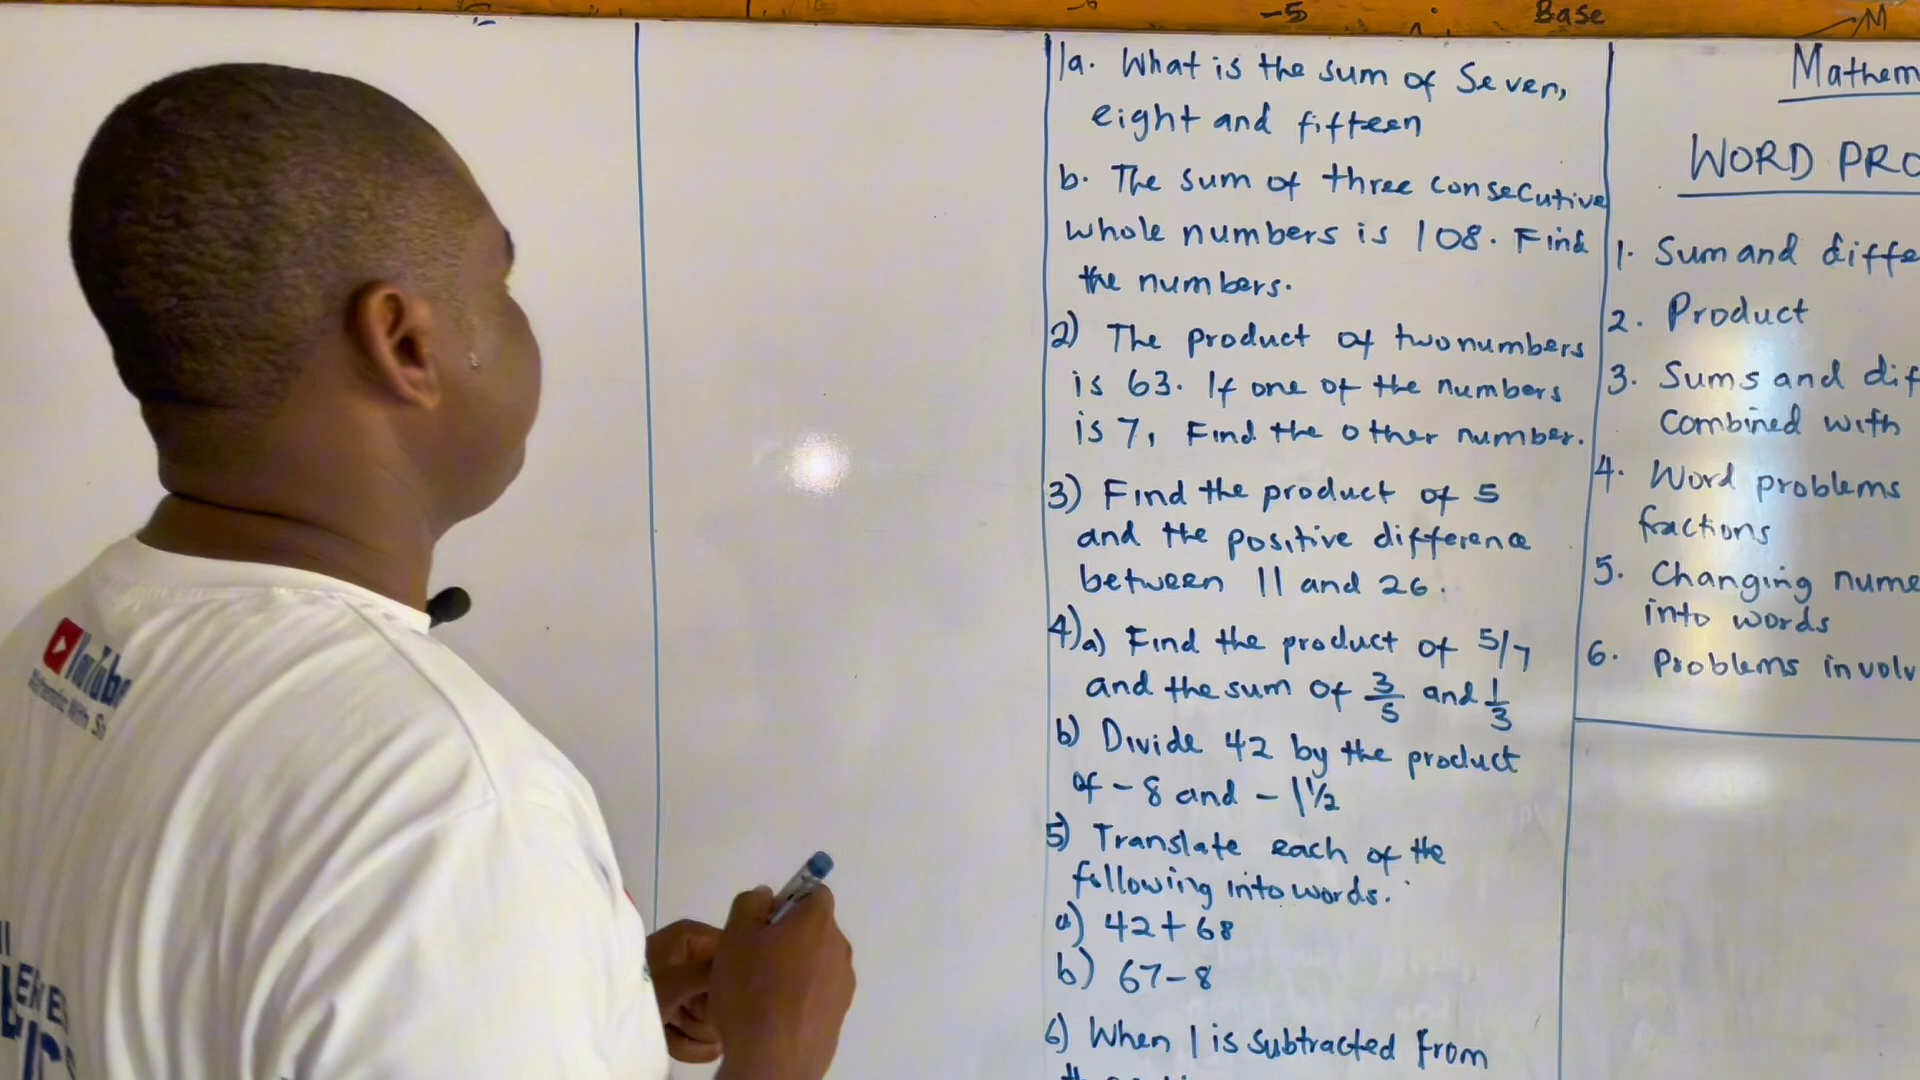 -5
Base
M
1a. What is the sum of Seven,
eight and fifteen
b. The sum of three consecutive
whole numbers is 108. Find
the numbers.
2) The product of two numbers
is 63. If one of the numbers
is 7, Find the other number.
3) Find the product of 5
and the positive difference
between 11 and 26.
4)a) Find the product of 5/7
and the sum of 3/5 and 1/3
b) Divide 42 by the product
of -8 and -1 1/2
5) Translate each of the
following into words.
a) 42+68
b) 67-8
6) When 1 is subtracted from
Mathem
WORD PRO
1. Sum and diffe
2. Product
3. Sums and dif
Combined with
4. Word problems
fractions
5. Changing nume
into words
6. Problems involv
YouTube
With